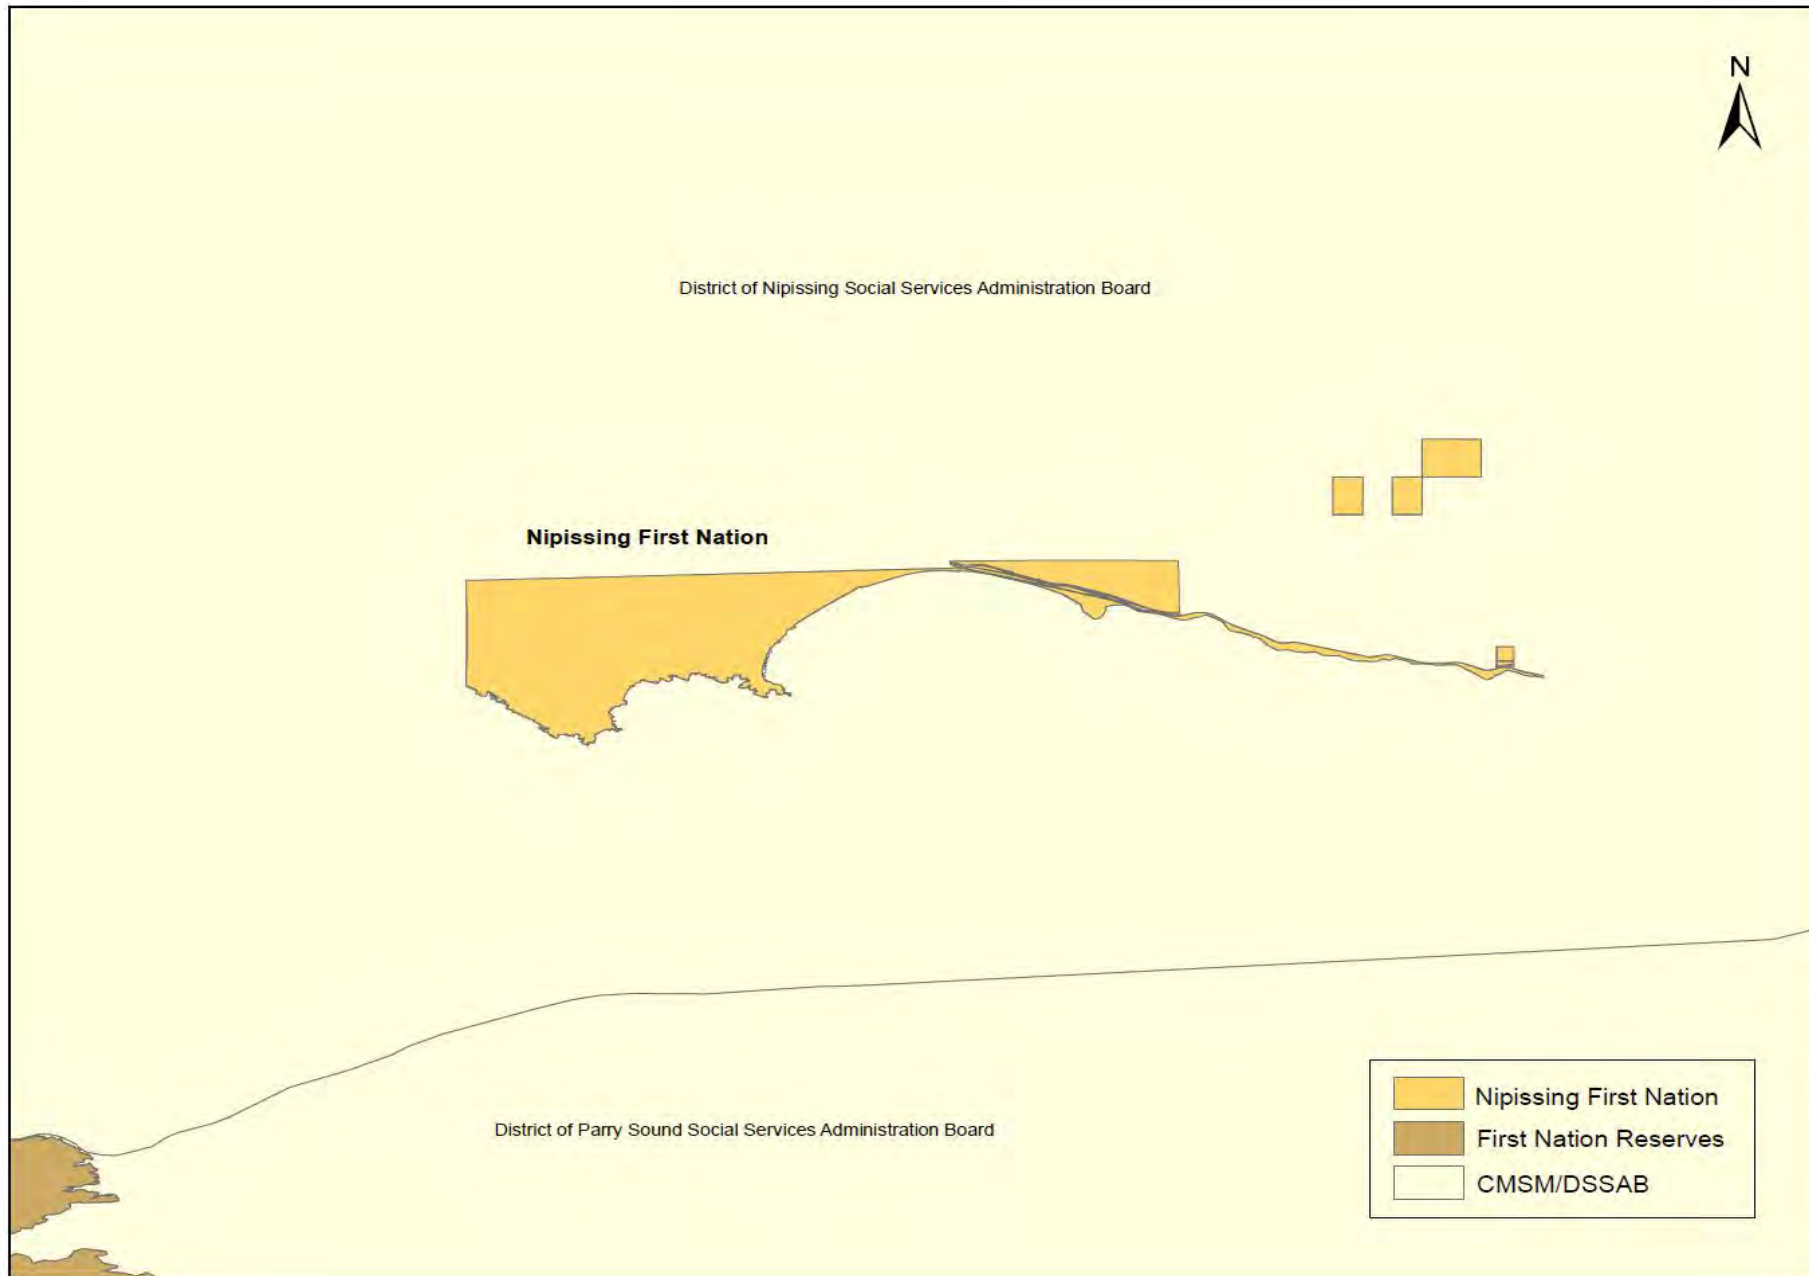 N
District of Nipissing Social Services Administration Board
Nipissing First Nation
District of Parry Sound Social Services Administration Board
Nipissing First Nation
First Nation Reserves
CMSM/DSSAB